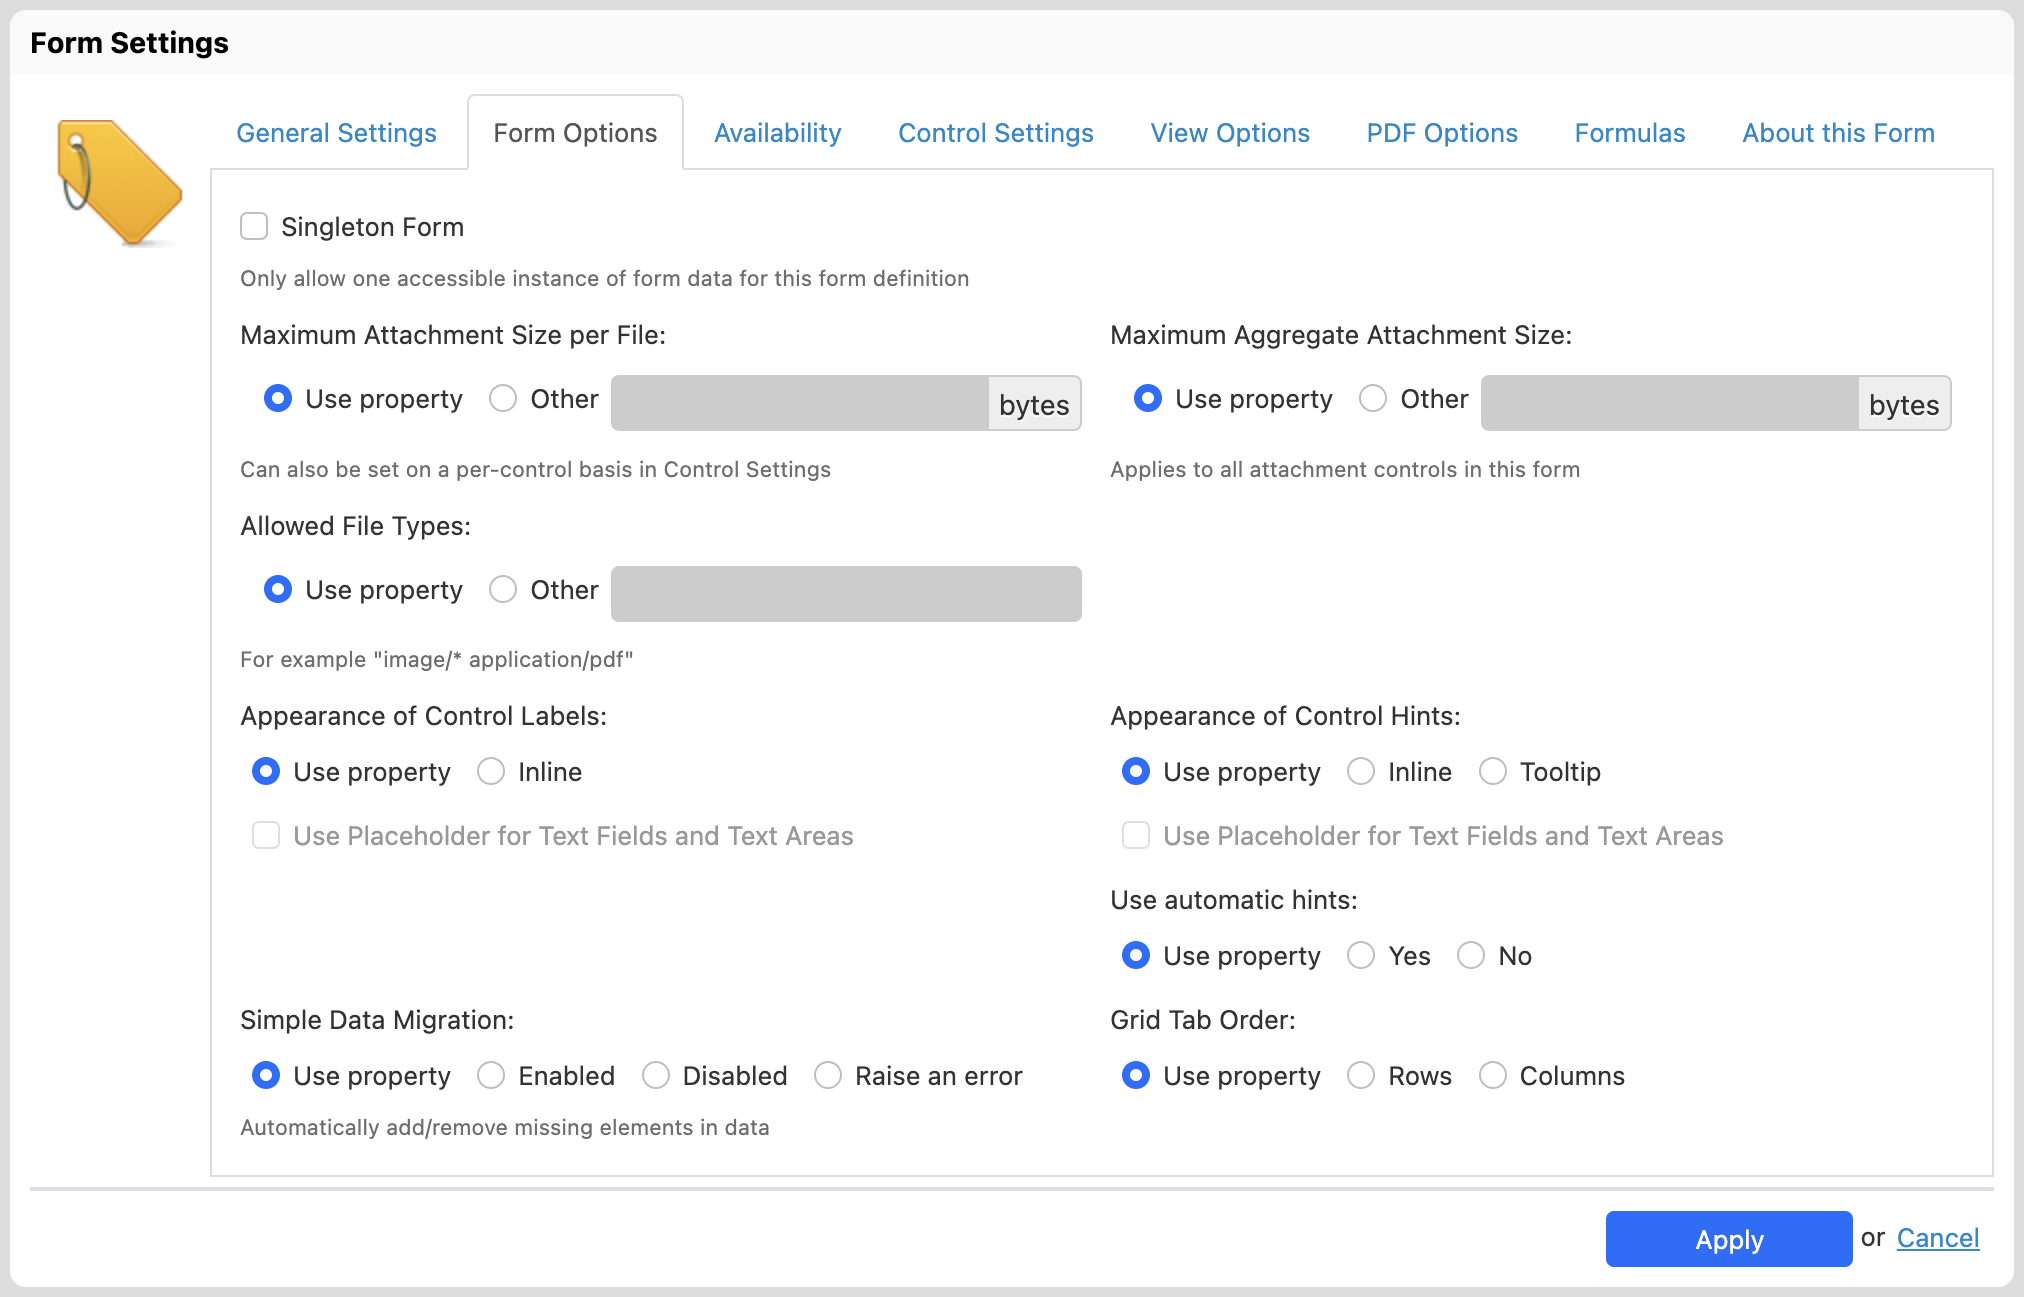 Form Settings
General Settings Form Options Availability Control Settings View Options PDF Options Formulas About this Form
Singleton Form
Only allow one accessible instance of form data for this form definition
Maximum Attachment Size per File:
Use property Other bytes
Can also be set on a per-control basis in Control Settings
Maximum Aggregate Attachment Size:
Use property Other bytes
Applies to all attachment controls in this form
Allowed File Types:
Use property Other
For example "image/* application/pdf"
Appearance of Control Labels:
Use property Inline
Use Placeholder for Text Fields and Text Areas
Appearance of Control Hints:
Use property Inline Tooltip
Use Placeholder for Text Fields and Text Areas
Use automatic hints:
Use property Yes No
Simple Data Migration:
Use property Enabled Disabled Raise an error
Automatically add/remove missing elements in data
Grid Tab Order:
Use property Rows Columns
Apply or Cancel